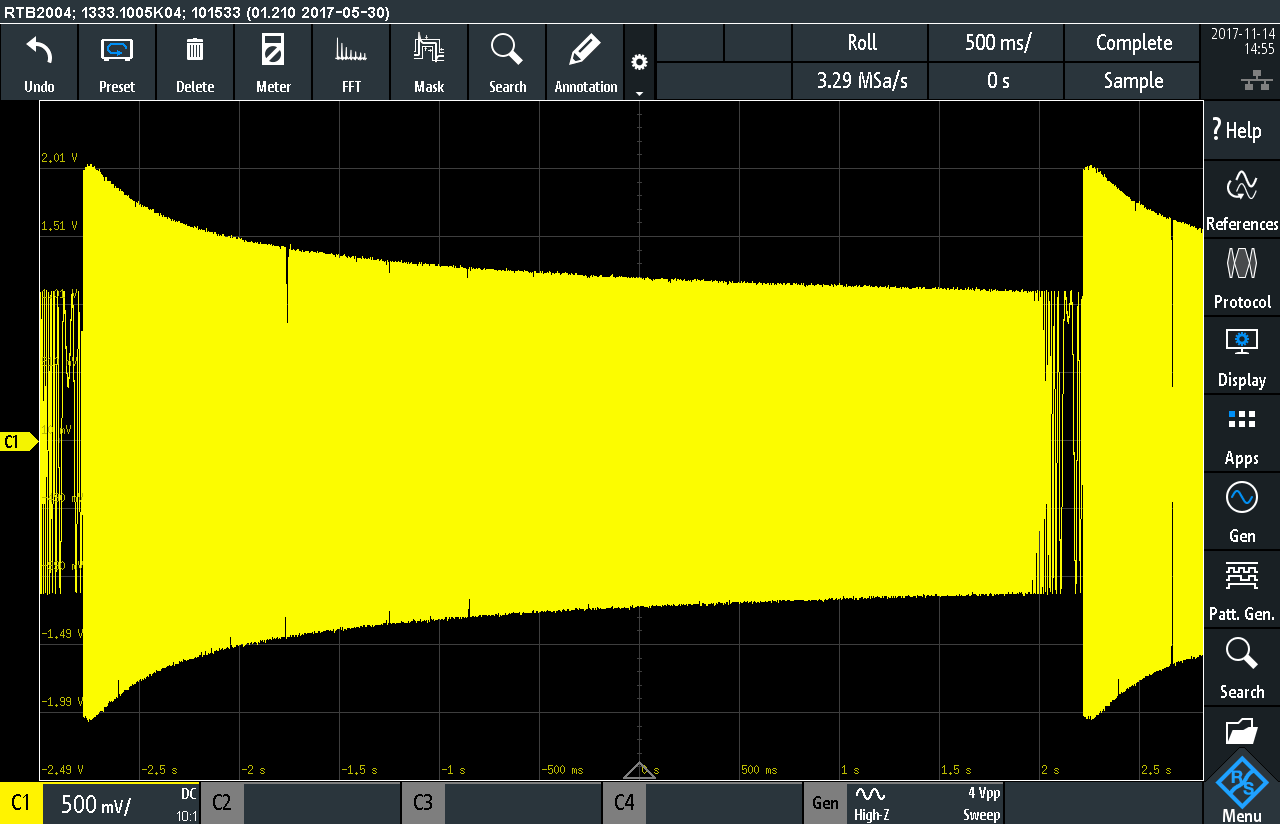 RTB2004; 1333.1005K04; 101533 (01.210 2017-05-30)
Undo
Preset
Delete
Meter
FFT
Mask
Search
Annotation
Roll
500 ms/
Complete
3.29 MSa/s
0 s
Sample
2017-11-14
14:55
? Help
References
Protocol
Display
Apps
Gen
Patt. Gen.
Search
R S
Menu
2.01 V
1.51 V
mV
mV
mV
-1.49 V
-1.99 V
-2.49 V
-2.5 s
-2 s
-1.5 s
-1 s
-500 ms
s
500 ms
1 s
1.5 s
2 s
2.5 s
C1
C1
500 mV/
DC
10:1
C2
C3
C4
Gen
High-Z
4 Vpp
Sweep